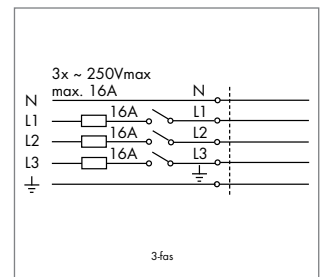 3x ~ 250Vmax
max. 16A N
N
L1 16A L1
L2 16A L2
L3 16A L3
3-fas